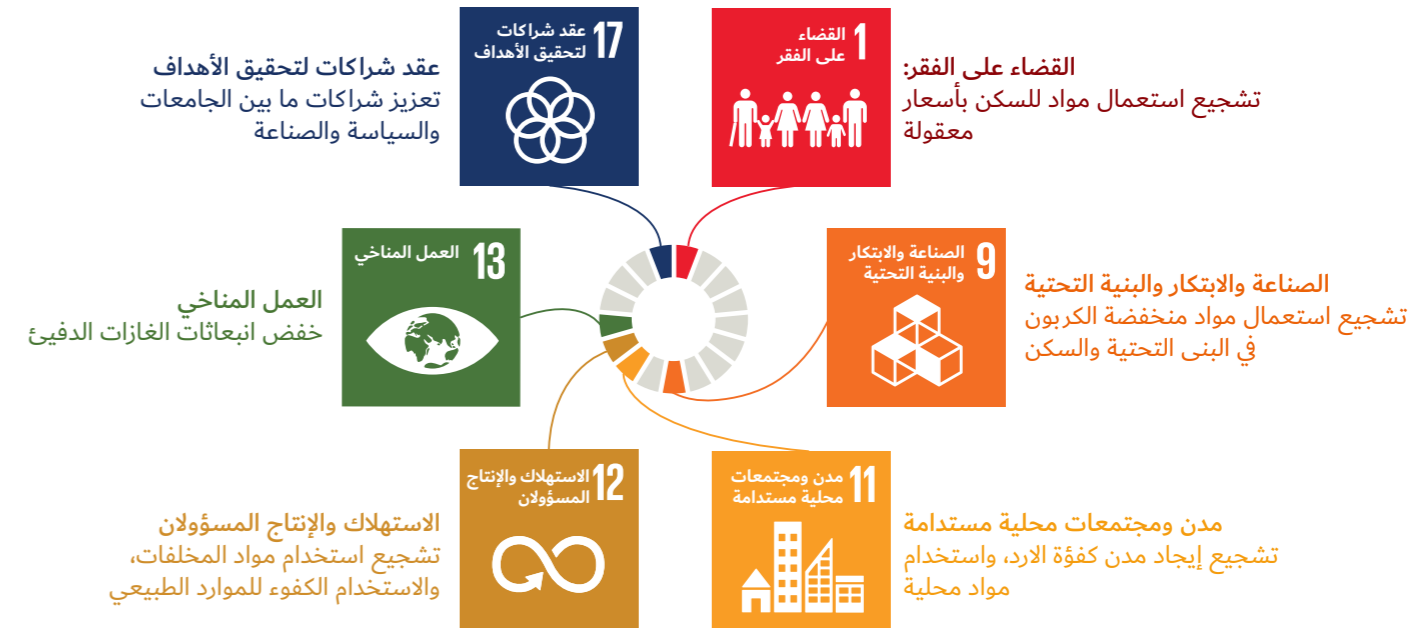 17
عقد شراكات
لتحقيق الأهداف
عقد شراكات لتحقيق الأهداف
تعزيز شراكات ما بين الجامعات
والسياسة والصناعة
1
القضاء
على الفقر
القضاء على الفقر:
تشجيع استعمال مواد للسكن بأسعار
معقولة
13
العمل المناخي
العمل المناخي
خفض انبعاثات الغازات الدفيئ
9
الصناعة والابتكار
والبنية التحتية
الصناعة والابتكار والبنية التحتية
تشجيع استعمال مواد منخفضة الكربون
في البنى التحتية والسكن
12
الاستهلاك والإنتاج
المسؤولان
الاستهلاك والإنتاج المسؤولان
تشجيع استخدام مواد المخلفات،
والاستخدام الكفوء للموارد الطبيعي
11
مدن ومجتمعات
محلية مستدامة
مدن ومجتمعات محلية مستدامة
تشجيع إيجاد مدن كفؤة الارد، واستخدام
مواد محلية